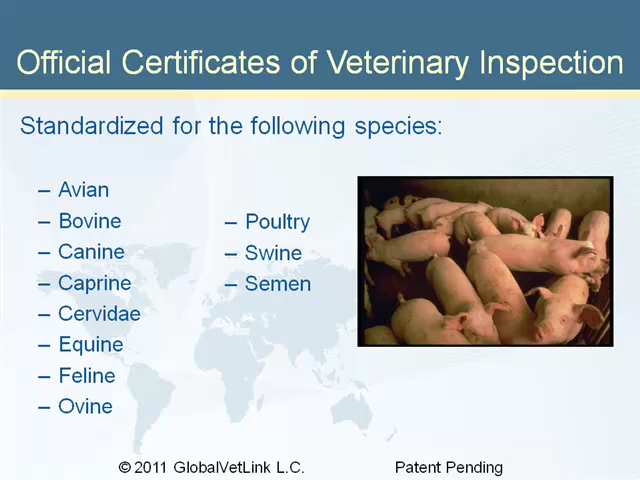 Official Certificates of Veterinary Inspection
Standardized for the following species:
– Avian
– Bovine
– Canine
– Caprine
– Cervidae
– Equine
– Feline
– Ovine
– Poultry
– Swine
– Semen
© 2011 GlobalVetLink L.C.
Patent Pending